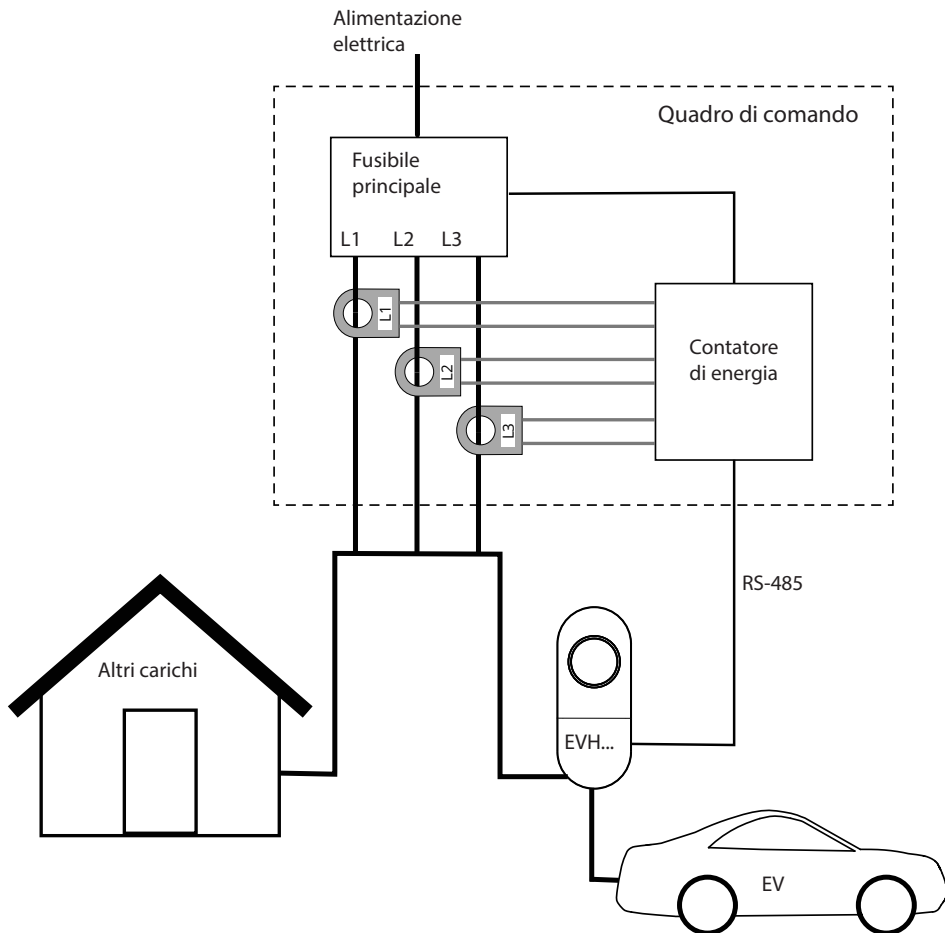 Alimentazione
elettrica
Quadro di comando
Fusibile
principale
L1 L2 L3
L1
L2
L3
Contatore
di energia
RS-485
Altri carichi
EVH...
EV